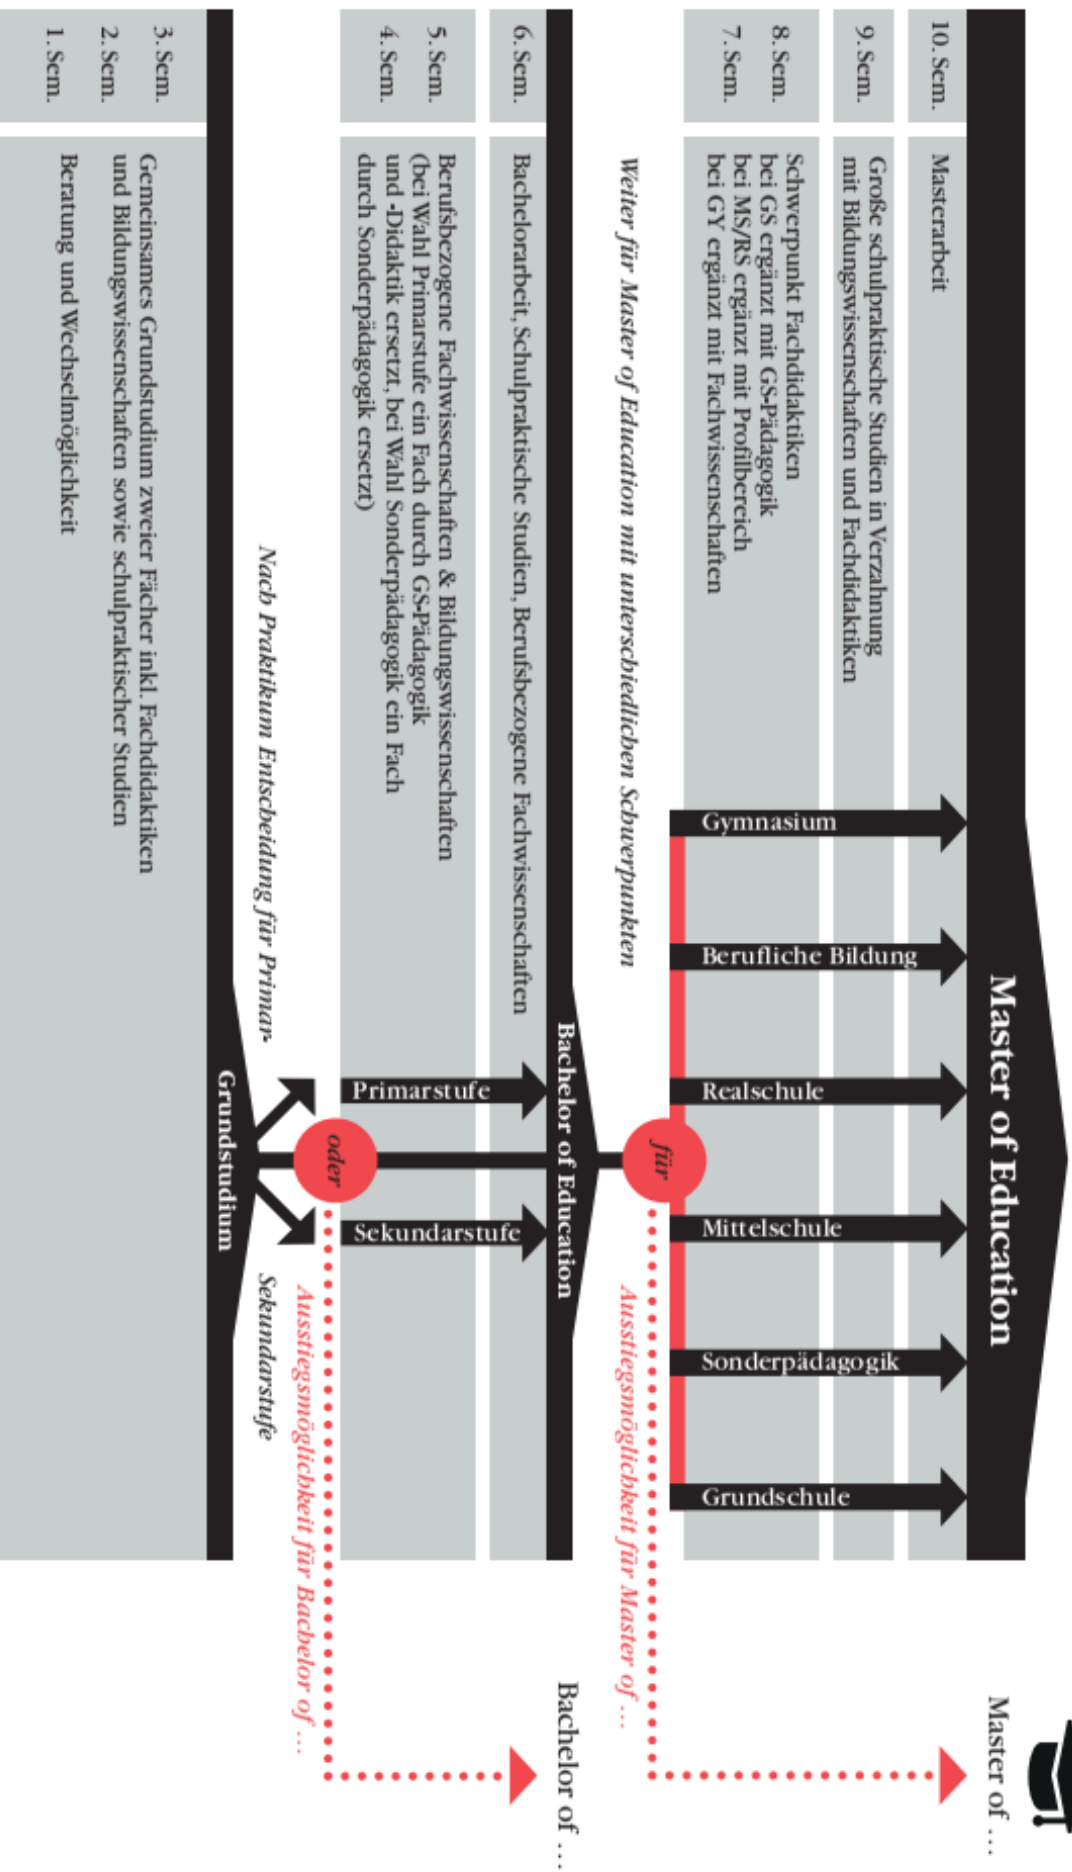 Master of …
Master of Education
10. Sem.
Masterarbeit
9. Sem.
Große schulpraktische Studien in Verzahnung
mit Bildungswissenschaften und Fachdidaktiken
8. Sem.
7. Sem.
Schwerpunkt Fachdidaktiken
bei GS ergänzt mit GS-Pädagogik
bei MS/RS ergänzt mit Profilbereich
bei GY ergänzt mit Fachwissenschaften
Gymnasium
Berufliche Bildung
Realschule
Mittelschule
Sonderpädagogik
Grundschule
für
Weiter für Master of Education mit unterschiedlichen Schwerpunkten
Ausstiegsmöglichkeit für Master of …
Bachelor of …
Bachelor of Education
6. Sem.
Bachelorarbeit, Schulpraktische Studien, Berufsbezogene Fachwissenschaften
5. Sem.
4. Sem.
Berufsbezogene Fachwissenschaften & Bildungswissenschaften
(bei Wahl Primarstufe ein Fach durch GS-Pädagogik
und -Didaktik ersetzt, bei Wahl Sonderpädagogik ein Fach
durch Sonderpädagogik ersetzt)
Primarstufe
Sekundarstufe
oder
Ausstiegsmöglichkeit für Bachelor of …
Nach Praktikum Entscheidung für Primar-
Sekundarstufe
Grundstudium
3. Sem.
2. Sem.
1. Sem.
Gemeinsames Grundstudium zweier Fächer inkl. Fachdidaktiken
und Bildungswissenschaften sowie schulpraktischer Studien
Beratung und Wechselmöglichkeit